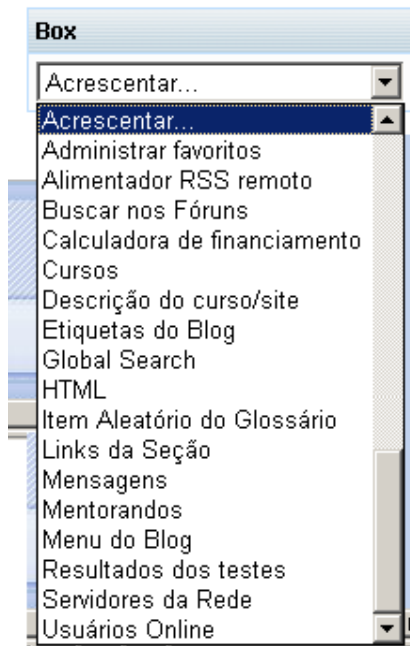 Box
Acrescentar...
Acrescentar...
Administrar favoritos
Alimentador RSS remoto
Buscar nos Fóruns
Calculadora de financiamento
Cursos
Descrição do curso/site
Etiquetas do Blog
Global Search
HTML
Item Aleatório do Glossário
Links da Seção
Mensagens
Mentorandos
Menu do Blog
Resultados dos testes
Servidores da Rede
Usuários Online